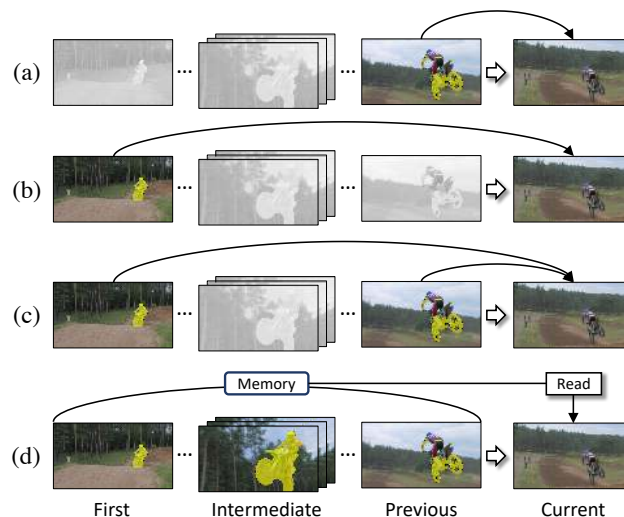 (a)
...
...
(b)
...
...
(c)
...
...
Memory
Read
(d)
...
...
First Intermediate Previous Current